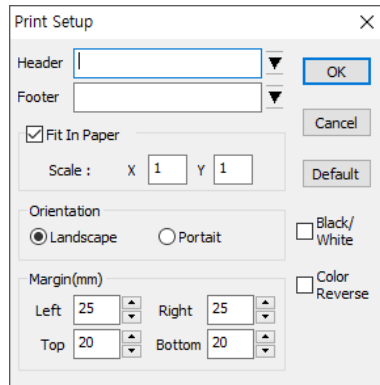 Print Setup
Header
OK
Footer
Cancel
Fit In Paper
Scale : X 1 Y 1
Default
Orientation
Landscape Portait
Black/
White
Margin(mm)
Color
Reverse
Left 25 Right 25
Top 20 Bottom 20